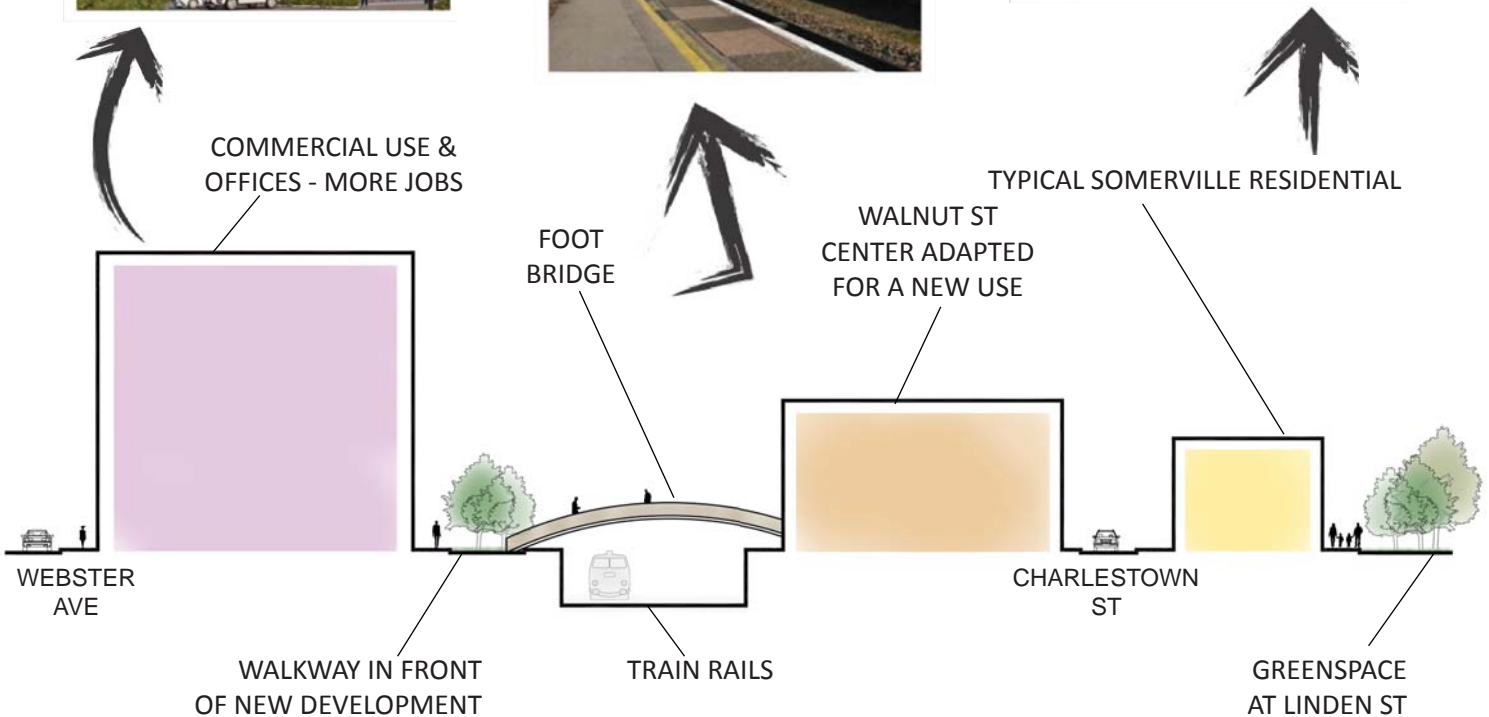 COMMERCIAL USE &
OFFICES - MORE JOBS
FOOT
BRIDGE
WALNUT ST
CENTER ADAPTED
FOR A NEW USE
TYPICAL SOMERVILLE RESIDENTIAL
WEBSTER
AVE
CHARLESTOWN
ST
WALKWAY IN FRONT
OF NEW DEVELOPMENT
TRAIN RAILS
GREENSPACE
AT LINDEN ST